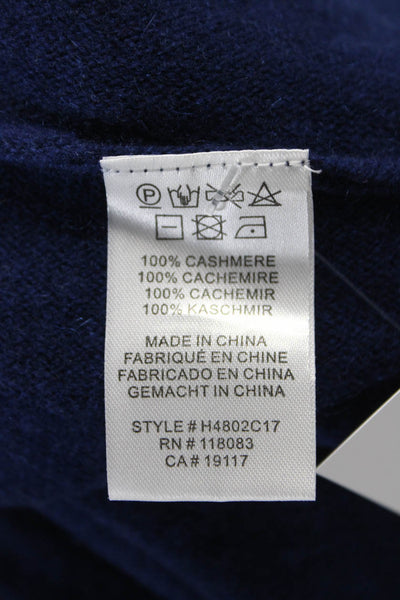 P
100% CASHMERE
100% CACHEMIRE
100% CACHEMIR
100% KASCHMIR
MADE IN CHINA
FABRIQUÉ EN CHINE
FABRICADO EN CHINA
GEMACHT IN CHINA
STYLE # H4802C17
RN # 118083
CA # 19117